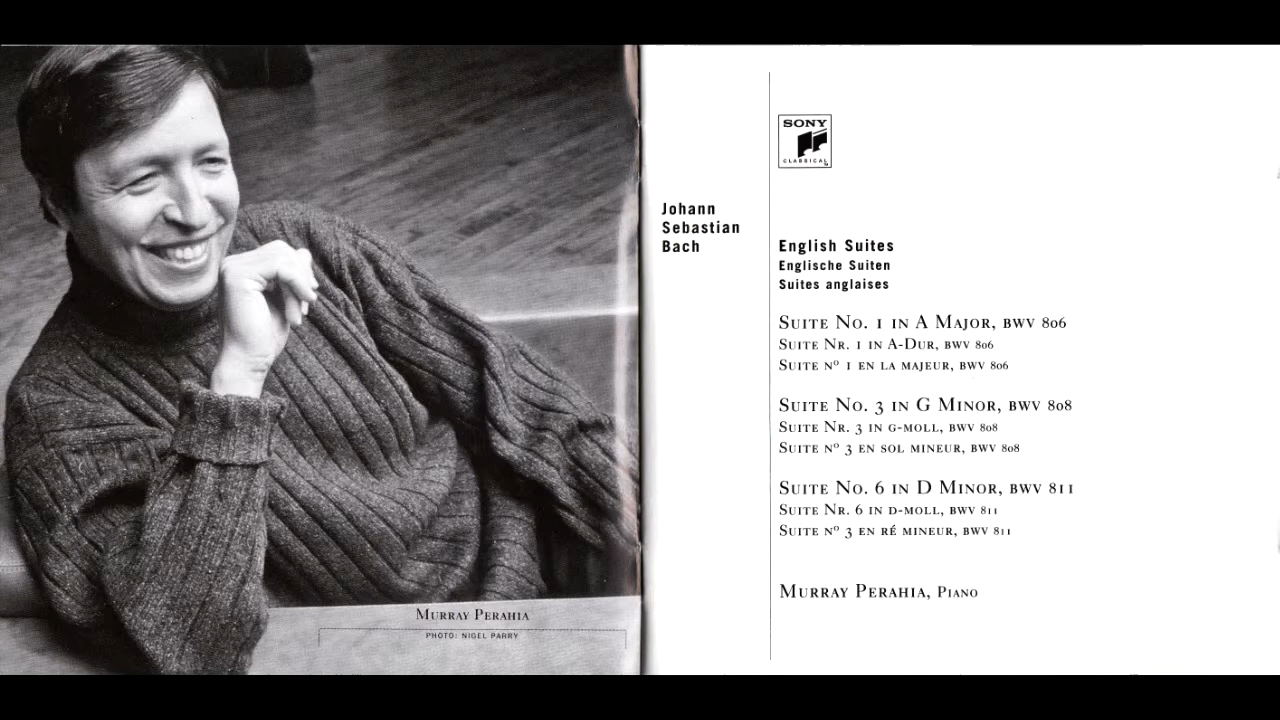 Murray Perahia
PHOTO: NIGEL PARRY
SONY
CLASSICAL
Johann
Sebastian
Bach
English Suites
Englische Suiten
Suites anglaises
Suite No. 1 in A Major, BWV 806
Suite Nr. 1 in A-Dur, BWV 806
Suite nº 1 en la majeur, BWV 806
Suite No. 3 in G Minor, BWV 808
Suite Nr. 3 in g-moll, BWV 808
Suite nº 3 en sol mineur, BWV 808
Suite No. 6 in D Minor, BWV 811
Suite Nr. 6 in d-moll, BWV 811
Suite nº 3 en ré mineur, BWV 811
Murray Perahia, Piano